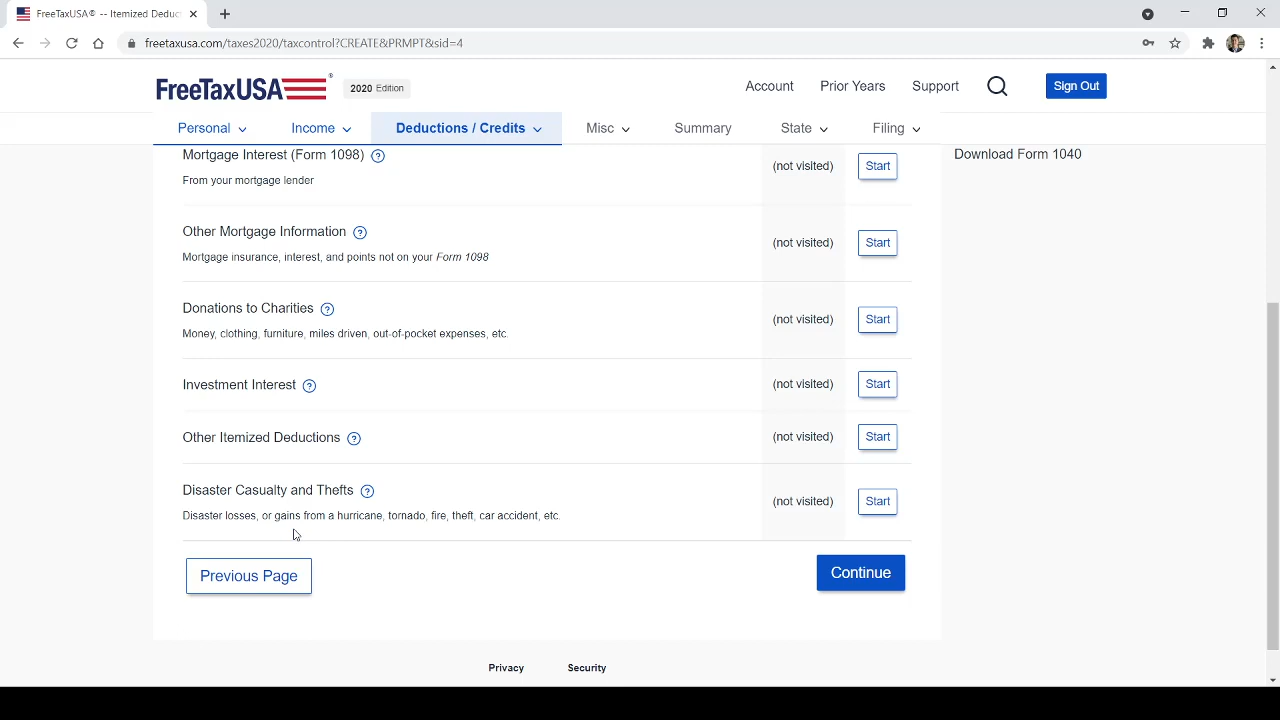 FreeTaxUSA® -- Itemized Deduc
freetaxusa.com/taxes2020/taxcontrol?CREATE&PRMPT&sid=4
FreeTaxUSA® 2020 Edition Account Prior Years Support Sign Out
Personal Income Deductions / Credits Misc Summary State Filing
Mortgage Interest (Form 1098) ? (not visited) Start Download Form 1040
From your mortgage lender
Other Mortgage Information ? (not visited) Start
Mortgage insurance, interest, and points not on your Form 1098
Donations to Charities ? (not visited) Start
Money, clothing, furniture, miles driven, out-of-pocket expenses, etc.
Investment Interest ? (not visited) Start
Other Itemized Deductions ? (not visited) Start
Disaster Casualty and Thefts ? (not visited) Start
Disaster losses, or gains from a hurricane, tornado, fire, theft, car accident, etc.
Previous Page Continue
Privacy Security